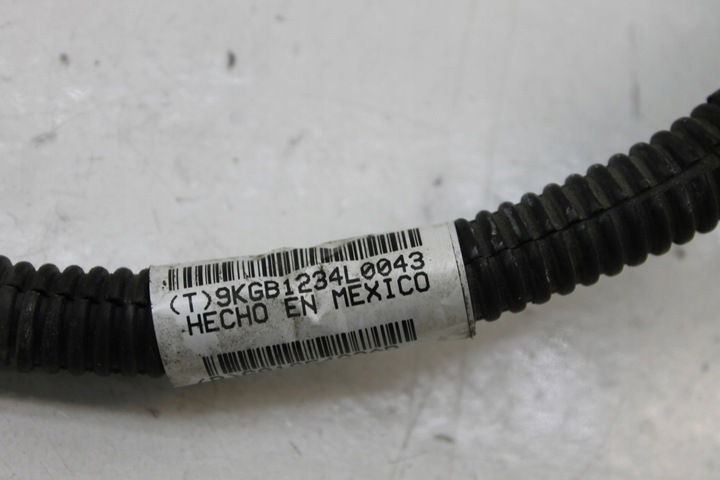 (T)9KGB1234L0043
HECHO EN MEXICO